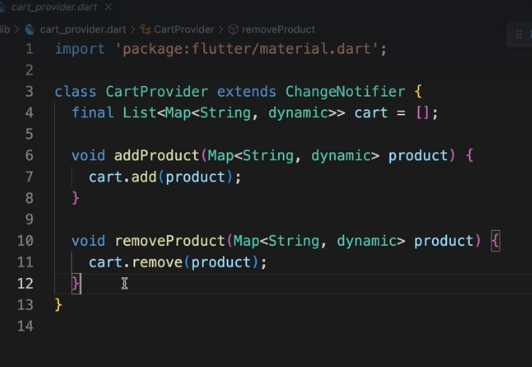 cart_provider.dart ×
lib > cart_provider.dart > CartProvider > removeProduct
1 import 'package:flutter/material.dart';
2
3 class CartProvider extends ChangeNotifier {
4   final List<Map<String, dynamic>> cart = [];
5
6   void addProduct(Map<String, dynamic> product) {
7     cart.add(product);
8   }
9
10   void removeProduct(Map<String, dynamic> product) {
11     cart.remove(product);
12   }
13 }
14